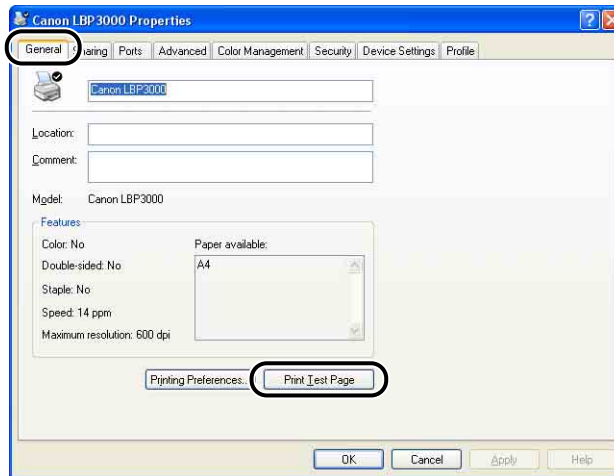 Canon LBP3000 Properties
General Sharing Ports Advanced Color Management Security Device Settings Profile
Canon LBP3000
Location:
Comment:
Model: Canon LBP3000
Features
Color: No Paper available:
Double-sided: No A4
Staple: No
Speed: 14 ppm
Maximum resolution: 600 dpi
Printing Preferences... Print Test Page
OK Cancel Apply Help